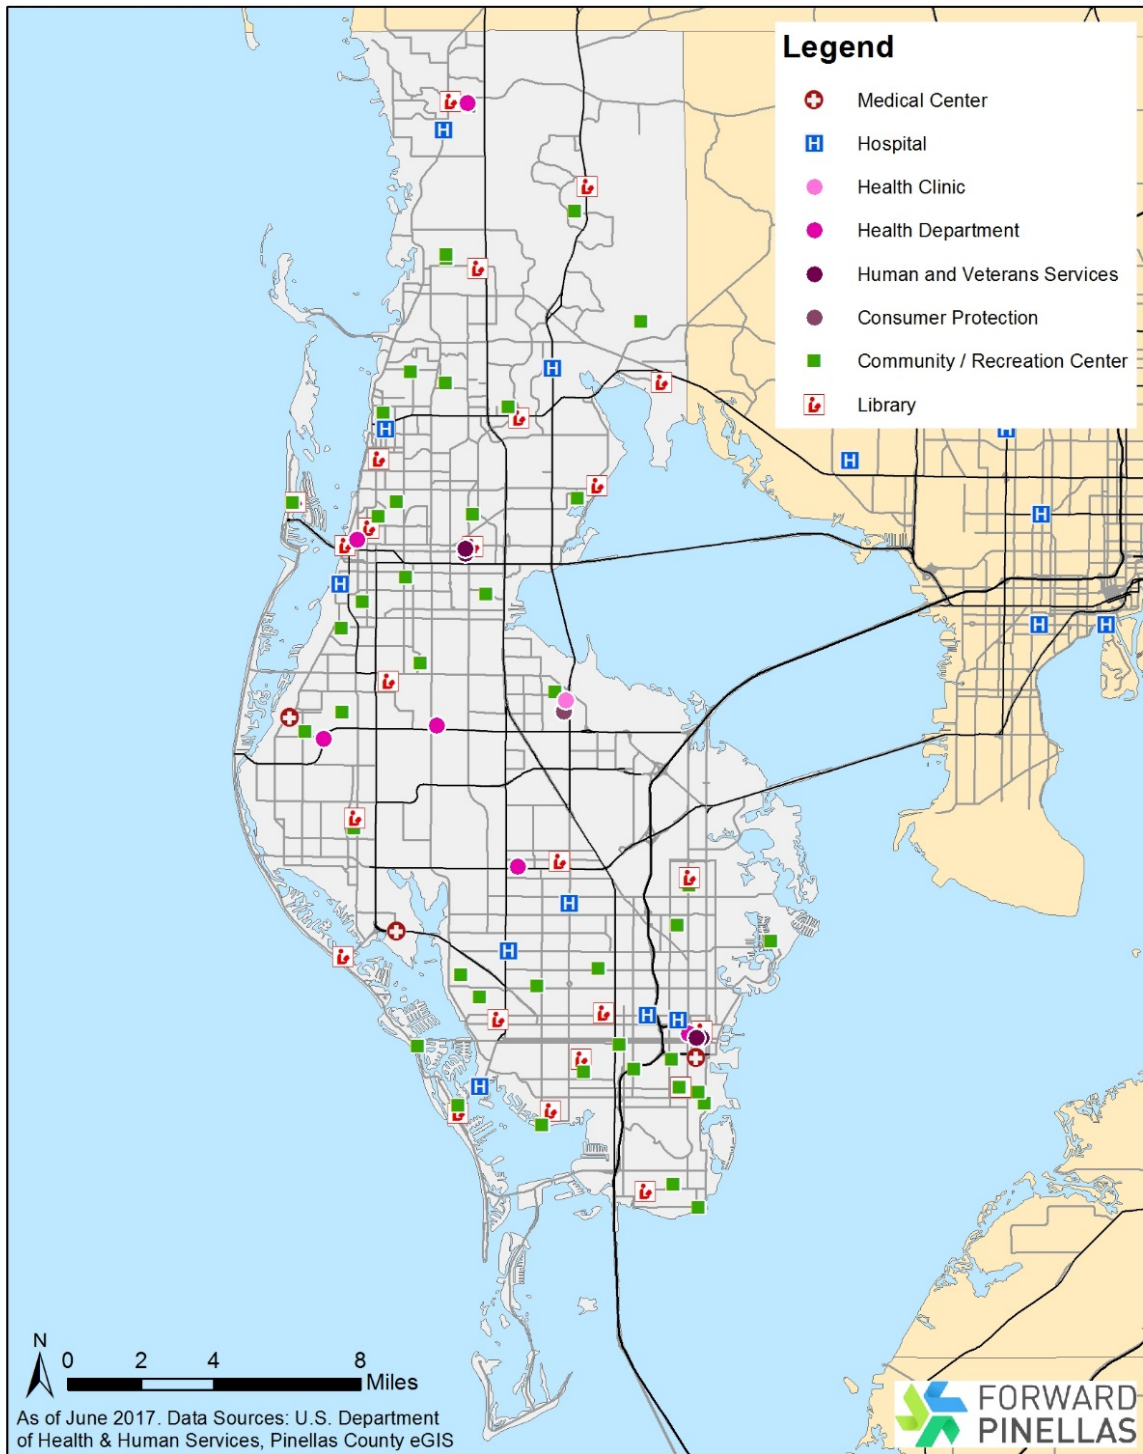 Legend
Medical Center
H Hospital
Health Clinic
Health Department
Human and Veterans Services
Consumer Protection
Community / Recreation Center
Library
H
H
H
H
H
H
H
H
H
H
H
H
H
H
N
0 2 4 8
Miles
As of June 2017. Data Sources: U.S. Department
of Health & Human Services, Pinellas County eGIS
FORWARD
PINELLAS